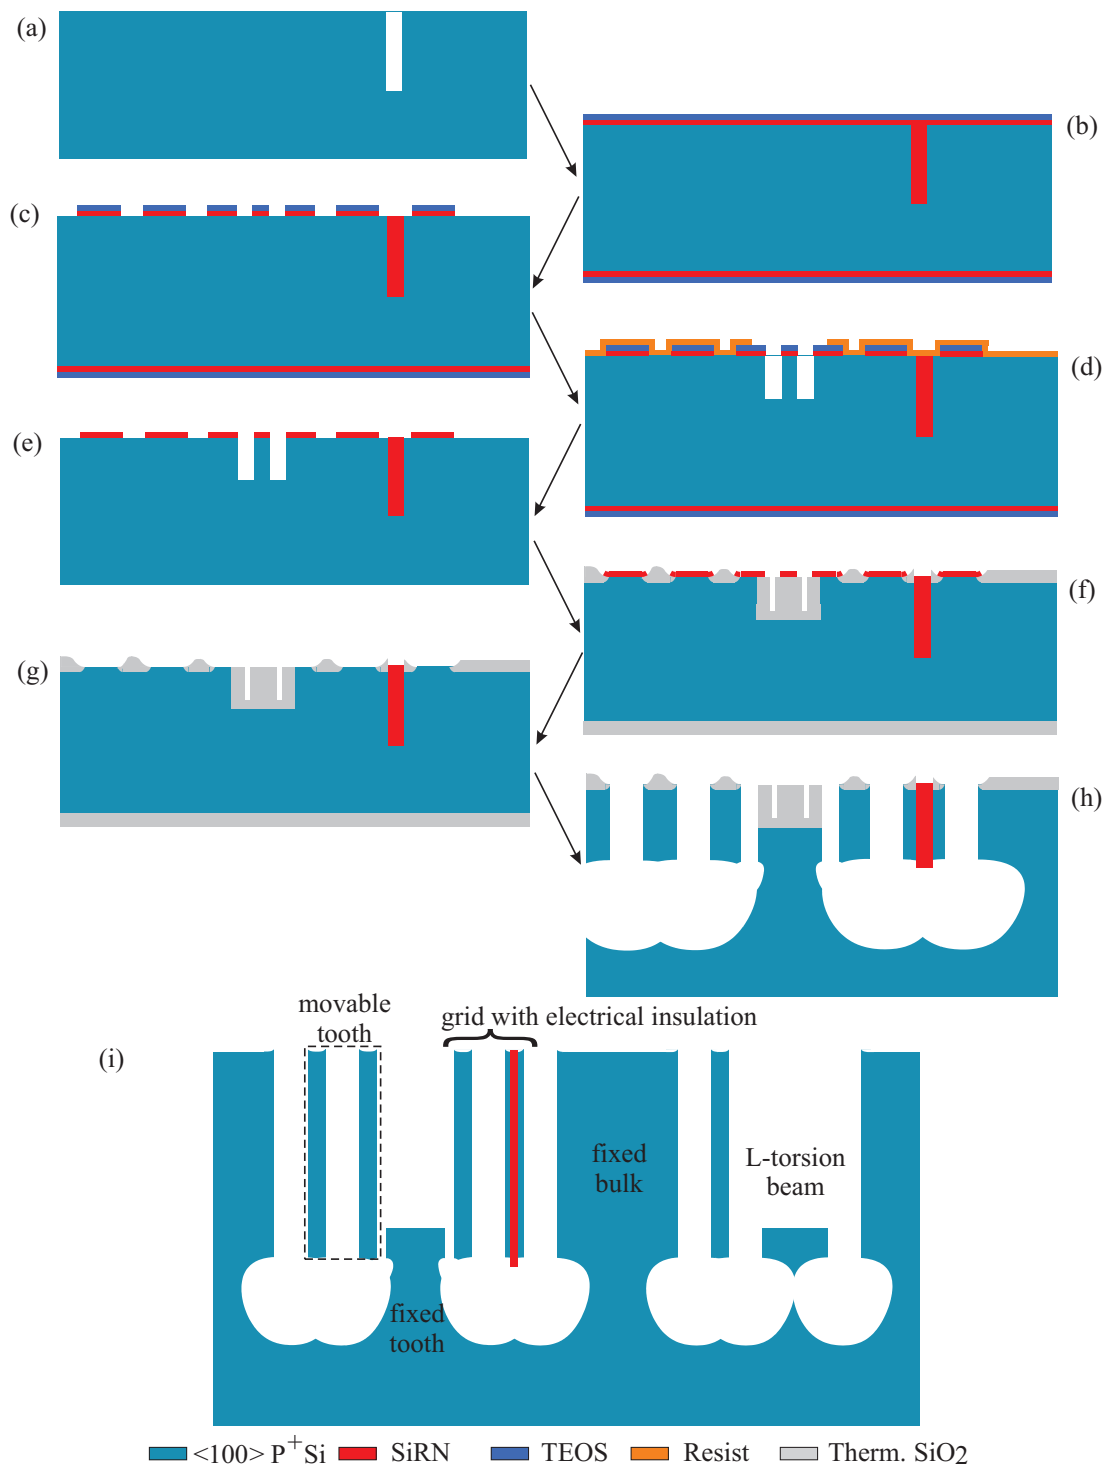 (a)
(b)
(c)
(d)
(e)
(f)
(g)
(h)
movable
tooth
grid with electrical insulation
(i)
fixed
bulk
L-torsion
beam
fixed
tooth
<100> P+Si
SiRN
TEOS
Resist
Therm. SiO2